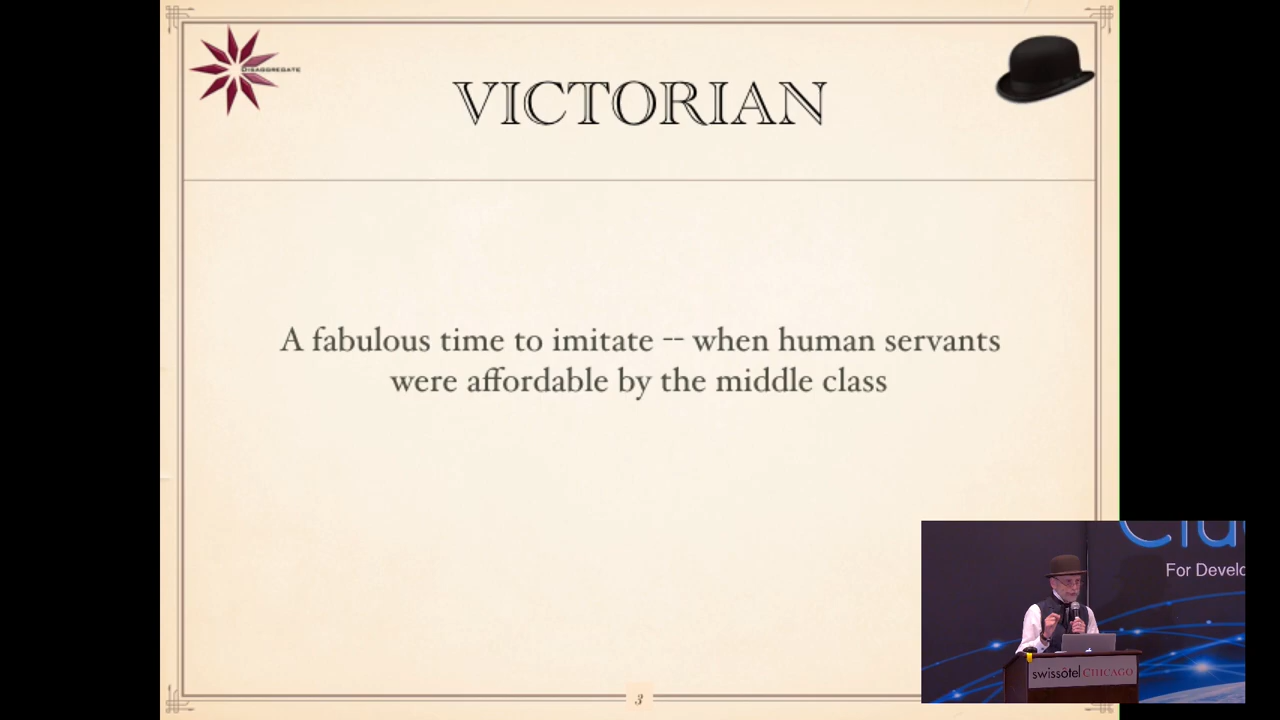 DISAGGREGATE
VICTORIAN
A fabulous time to imitate -- when human servants
were affordable by the middle class
For Develo
swissôtel CHICAGO
3